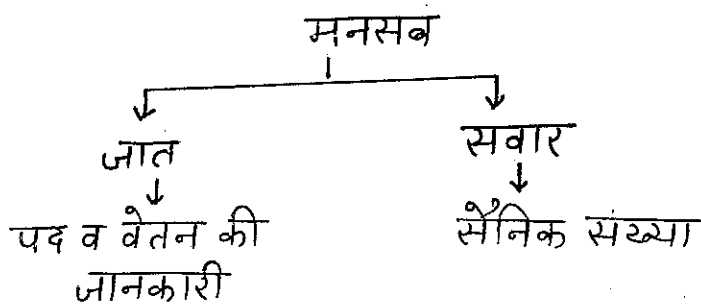 मनसब
जात
सवार
पद व वेतन की
जानकारी
सैनिक संख्या